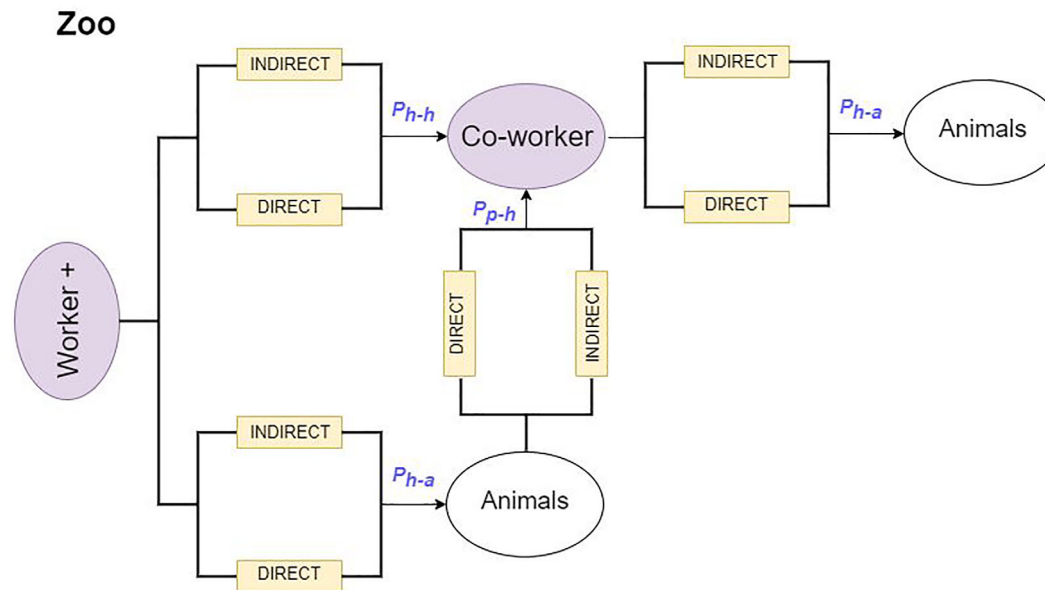 Zoo
INDIRECT
INDIRECT
Ph-h
Co-worker
Ph-a
Animals
DIRECT
DIRECT
Pp-h
Worker +
DIRECT
INDIRECT
INDIRECT
Ph-a
Animals
DIRECT